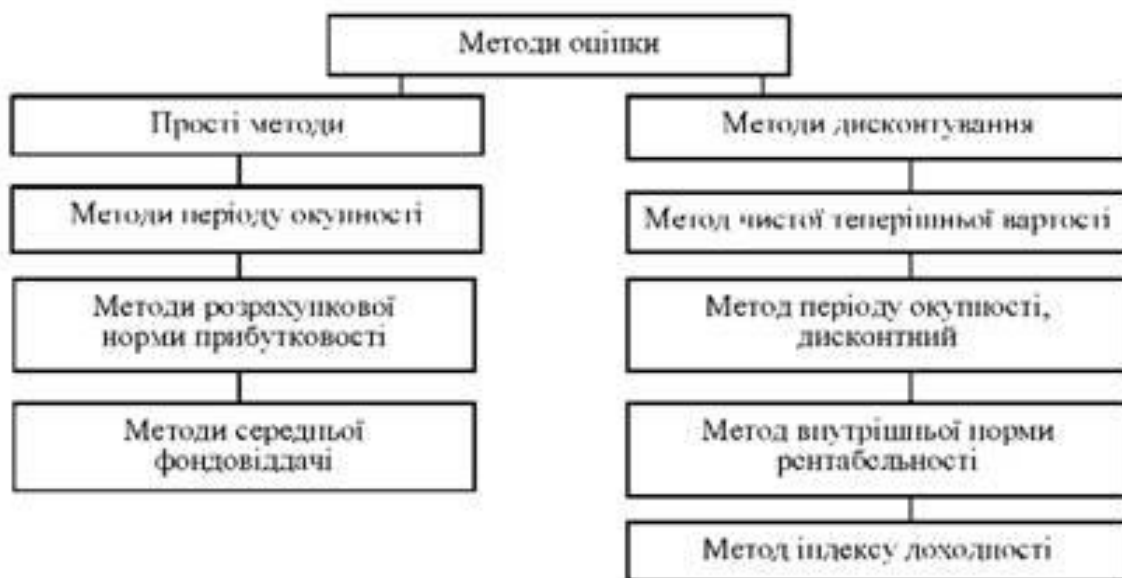 Методи оцінки
Прості методи
Методи періоду окупності
Методи розрахункової
норми прибутковості
Методи середньої
фондовіддачі
Методи дисконтування
Метод чистої теперішньої вартості
Метод періоду окупності,
дисконтний
Метод внутрішньої норми
рентабельності
Метод індексу доходності